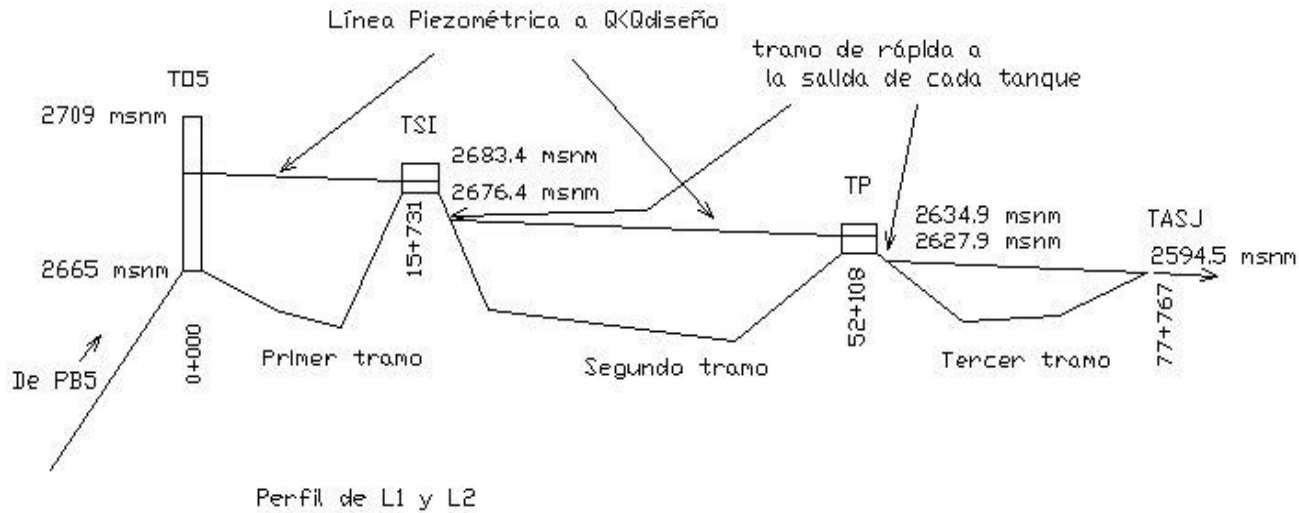 Línea Piezométrica a Q<Qdiseño
tramo de rápida a
la salida de cada tanque
TO5
2709 msnm
TSI
2683.4 msnm
2676.4 msnm
TP
2634.9 msnm
2627.9 msnm
TASJ
2594.5 msnm
2665 msnm
15+731
52+108
77+767
0+000
De PB5
Primer tramo
Segundo tramo
Tercer tramo
Perfil de L1 y L2